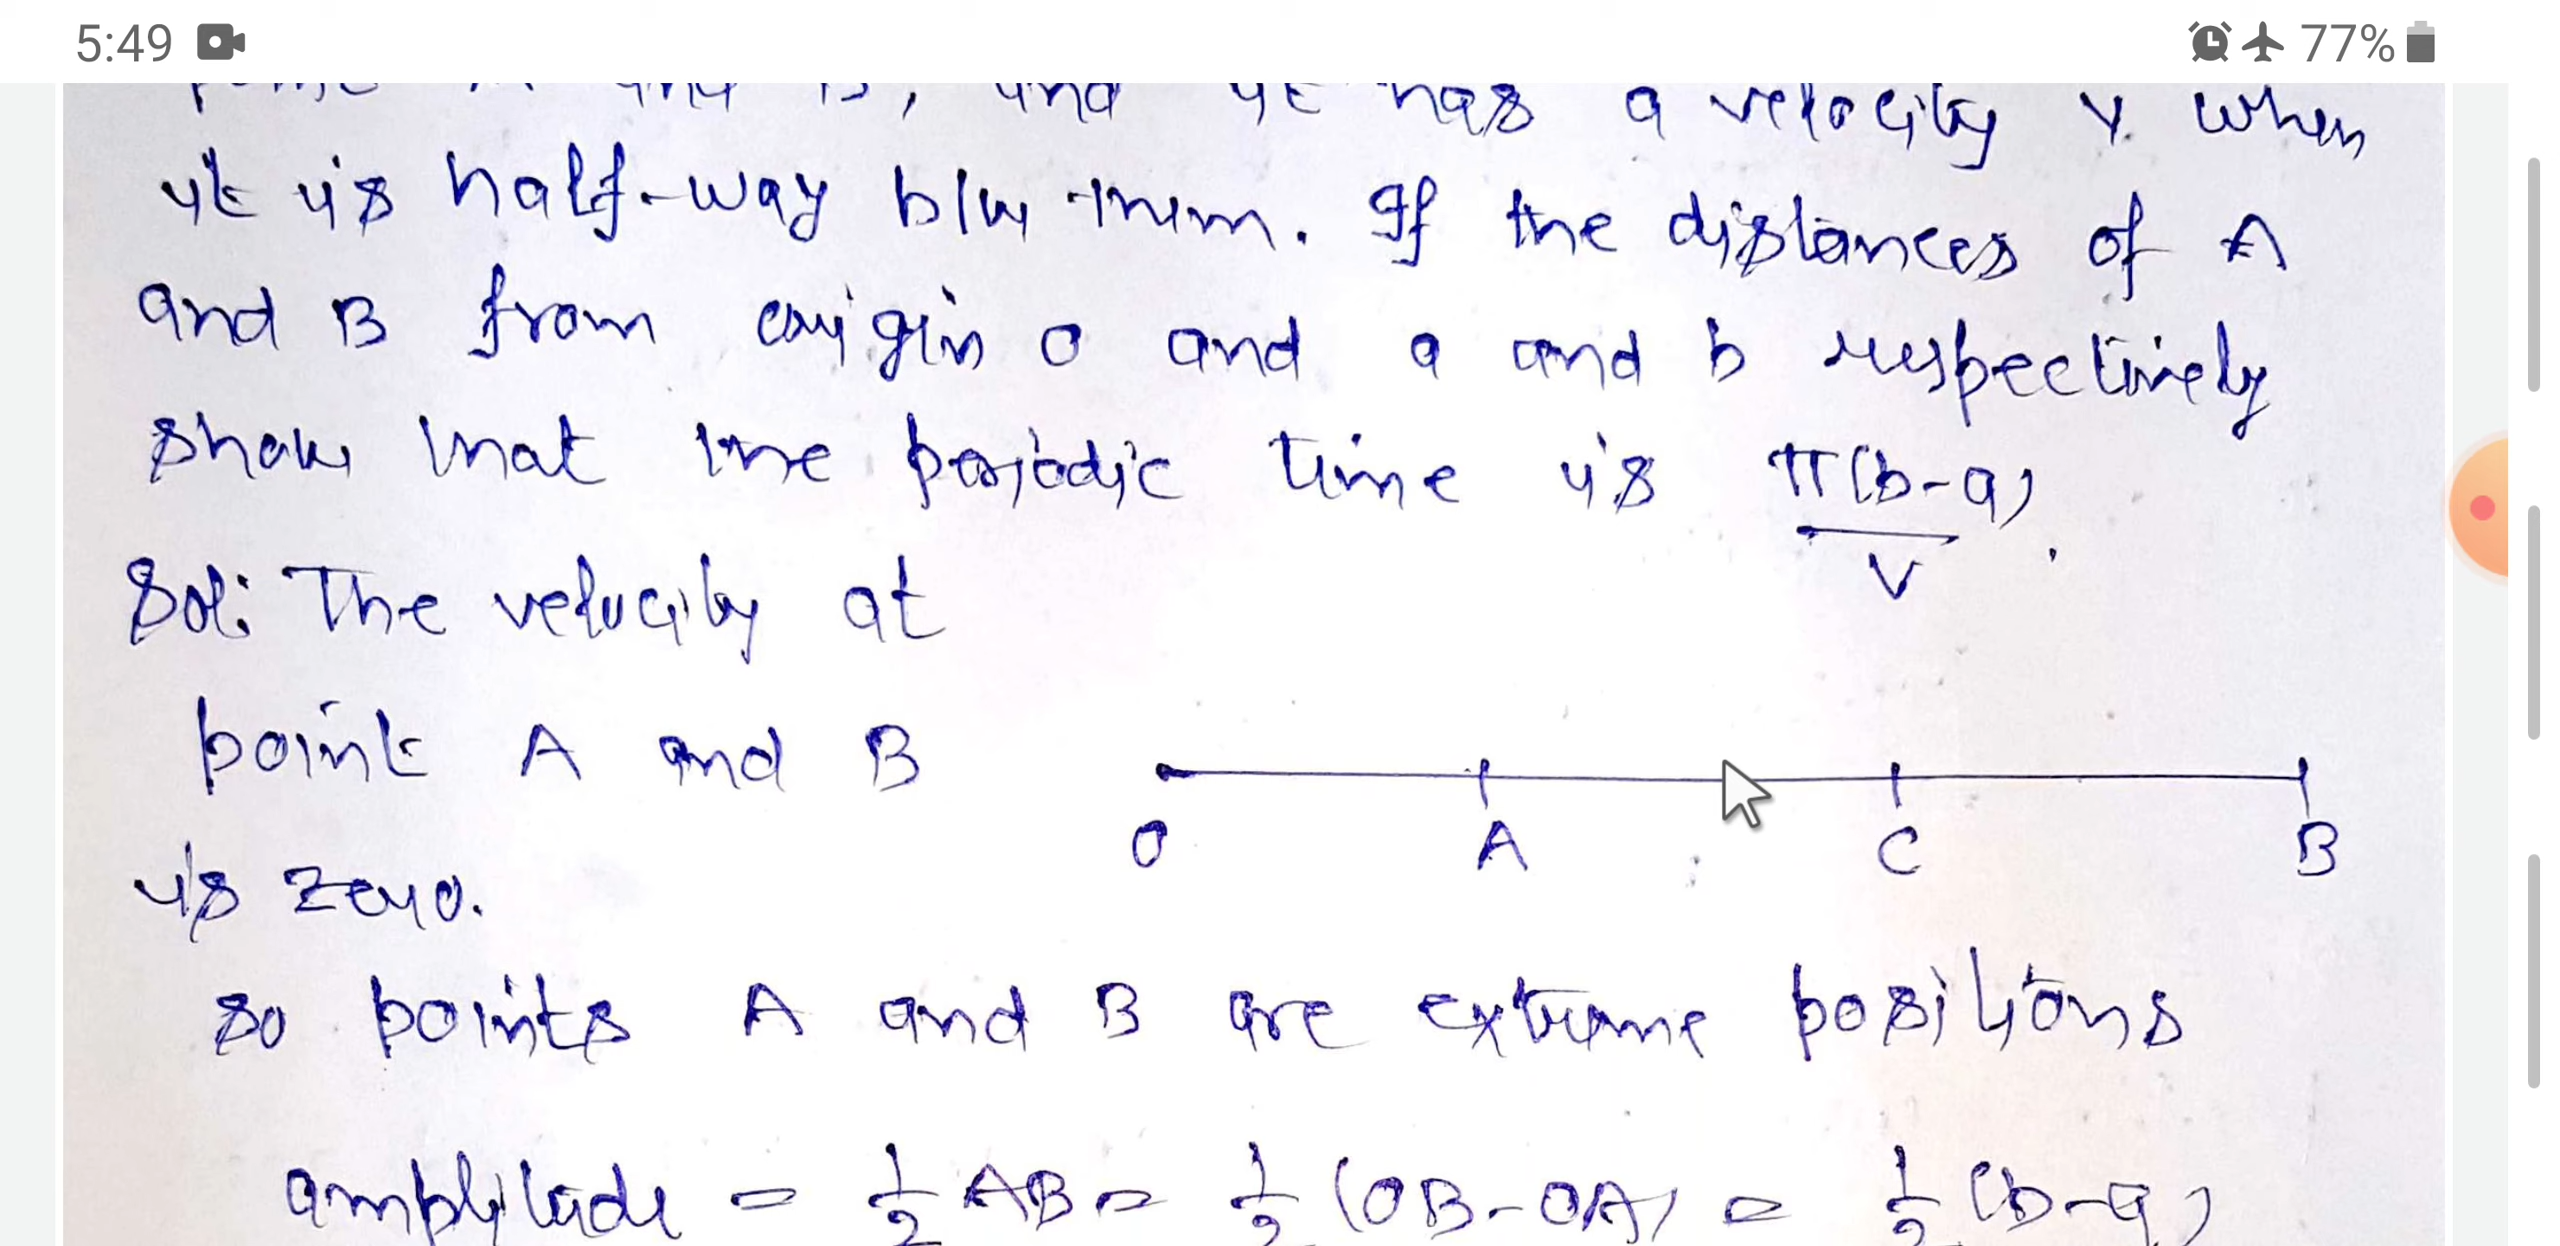 5:49 77%
and has a velocity v when
it is half-way b/w them. If the distances of A
and B from origin O and a and b respectively
show that the periodic time is π(b-a)
V
Sol: The velocity at
point A and B
O A C B
is zero.
so points A and B are extreme positions
amplitude = 1/2 AB = 1/2 (OB-OA) = 1/2 (b-a)